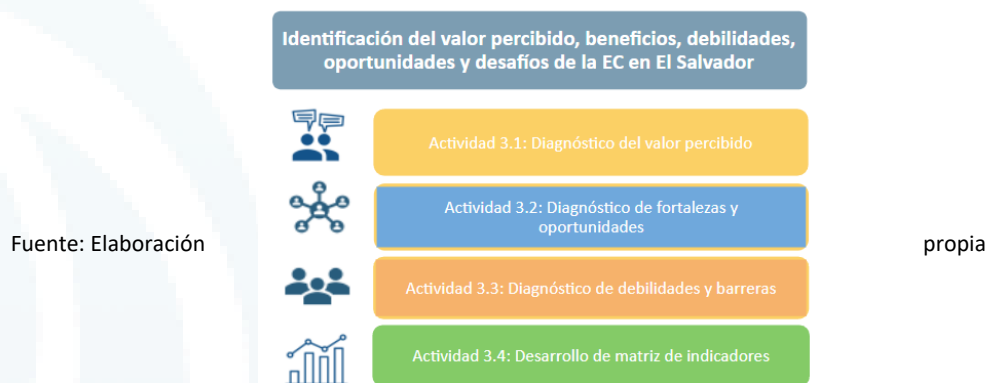 Identificación del valor percibido, beneficios, debilidades,
oportunidades y desafíos de la EC en El Salvador
Actividad 3.1: Diagnóstico del valor percibido
Actividad 3.2: Diagnóstico de fortalezas y
oportunidades
Fuente: Elaboración propia
Actividad 3.3: Diagnóstico de debilidades y barreras
Actividad 3.4: Desarrollo de matriz de indicadores